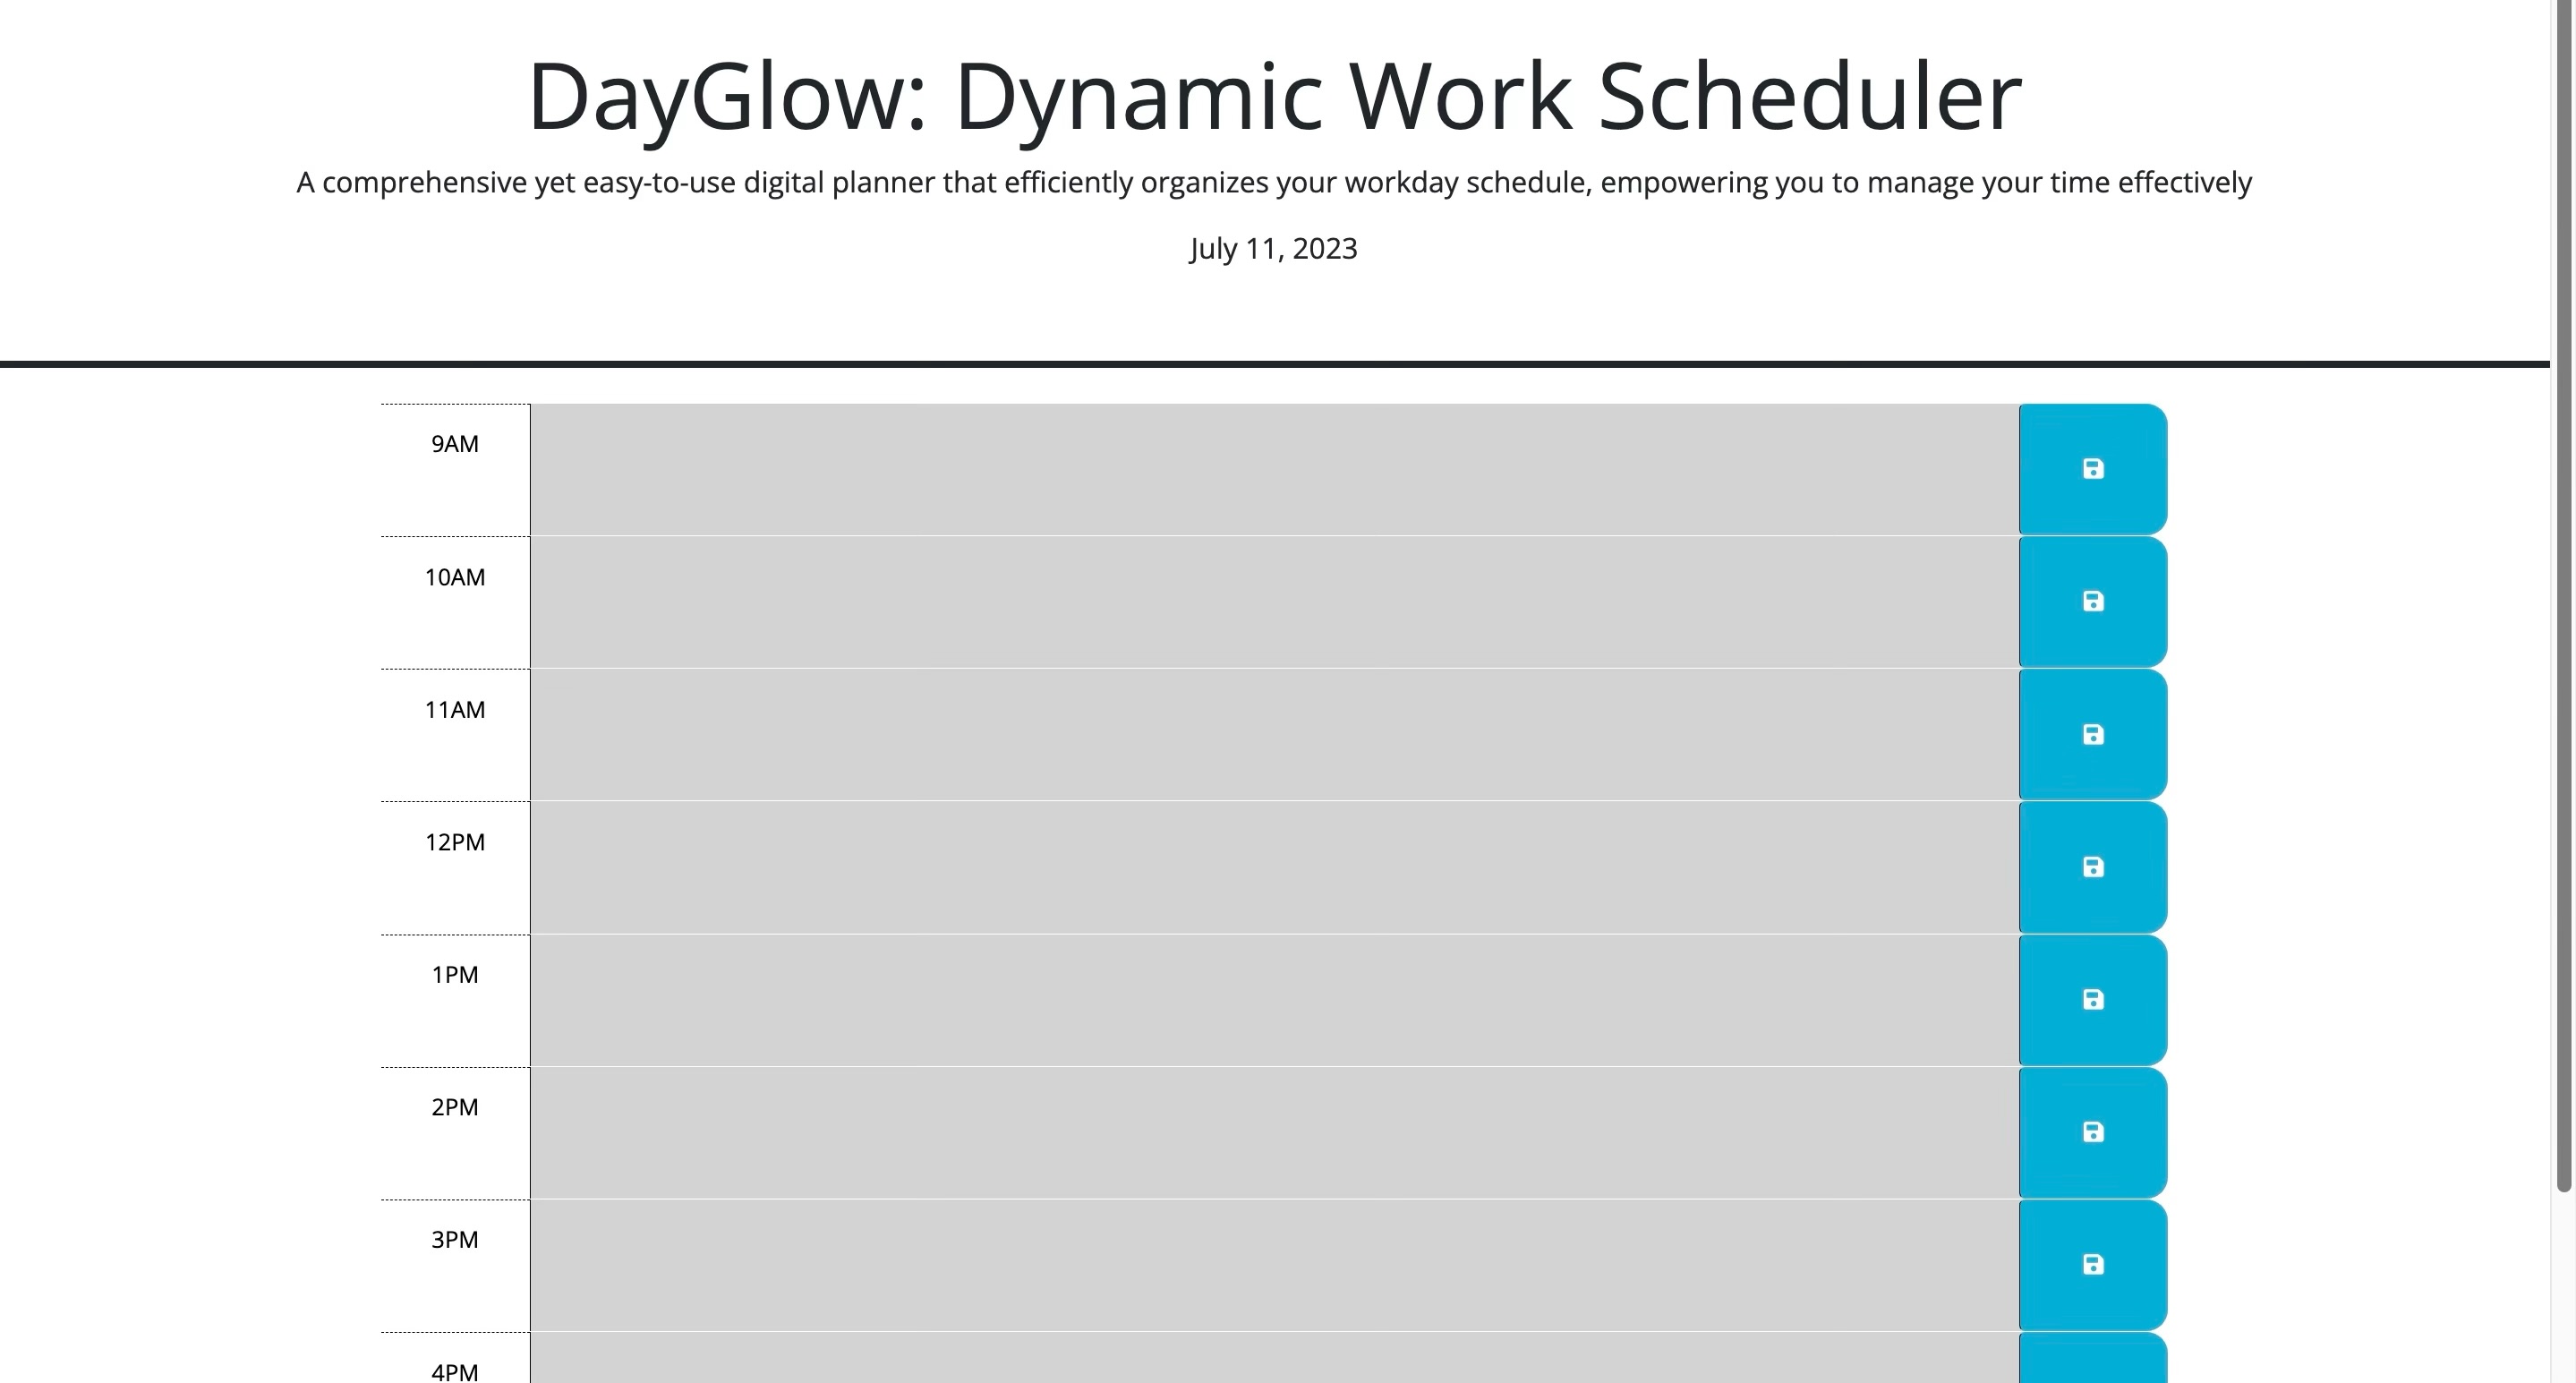 DayGlow: Dynamic Work Scheduler
A comprehensive yet easy-to-use digital planner that efficiently organizes your workday schedule, empowering you to manage your time effectively
July 11, 2023
9AM
10AM
11AM
12PM
1PM
2PM
3PM
4PM